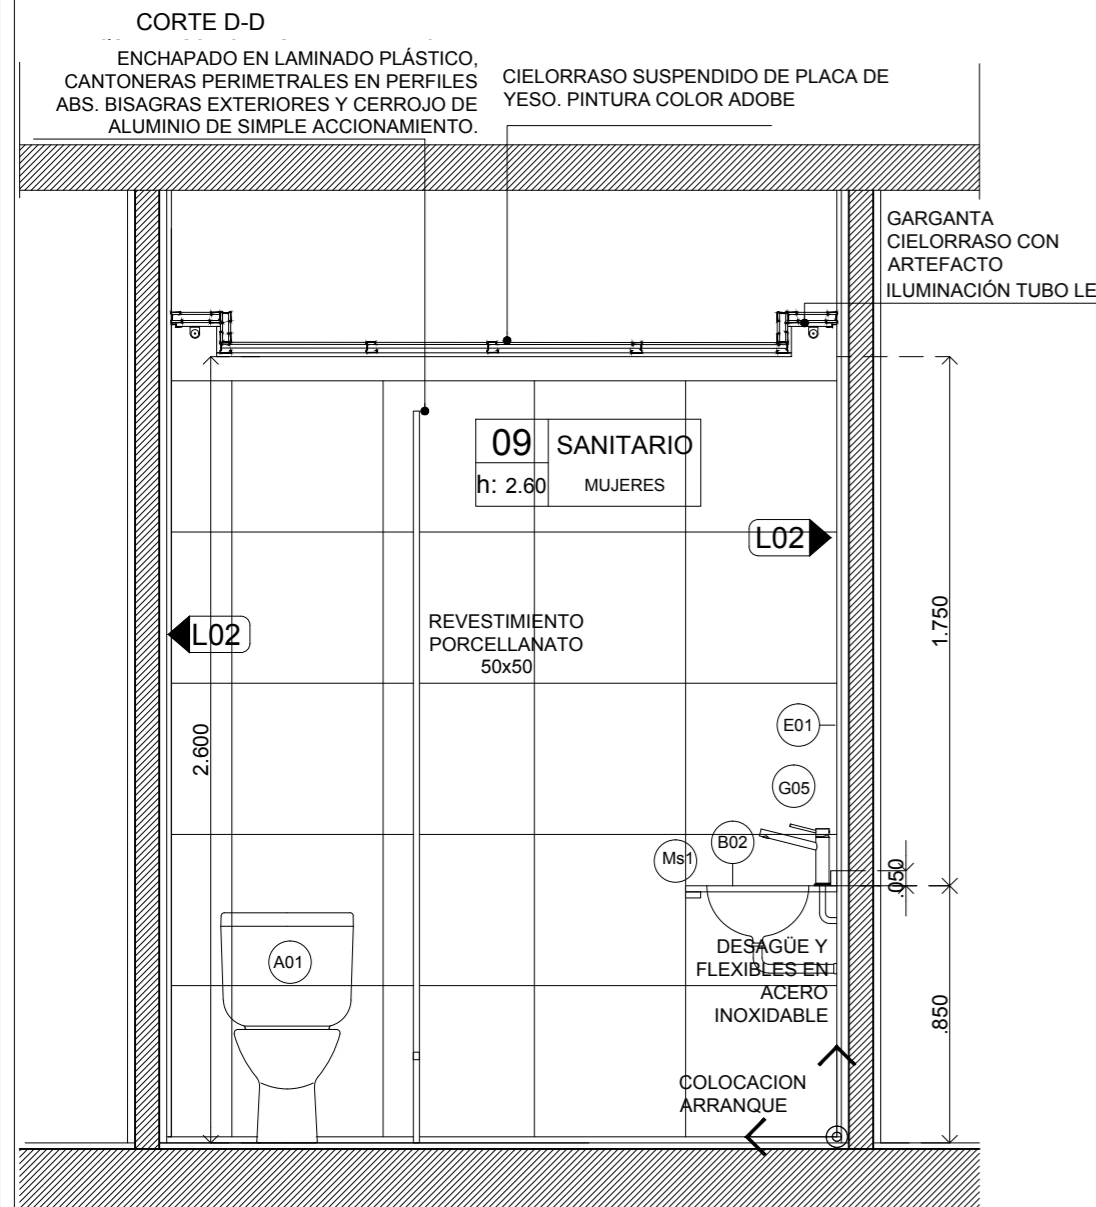 CORTE D-D
ENCHAPADO EN LAMINADO PLÁSTICO,
CANTONERAS PERIMETRALES EN PERFILES
ABS. BISAGRAS EXTERIORES Y CERROJO DE
ALUMINIO DE SIMPLE ACCIONAMIENTO.
CIELORRASO SUSPENDIDO DE PLACA DE
YESO. PINTURA COLOR ADOBE
GARGANTA
CIELORRASO CON
ARTEFACTO
ILUMINACIÓN TUBO LE
09
SANITARIO
h: 2.60
MUJERES
L02
L02
REVESTIMIENTO
PORCELLANATO
50x50
1.750
2.600
E01
G05
B02
Ms1
.050
A01
DESAGÜE Y
FLEXIBLES EN
ACERO
INOXIDABLE
.850
COLOCACION
ARRANQUE